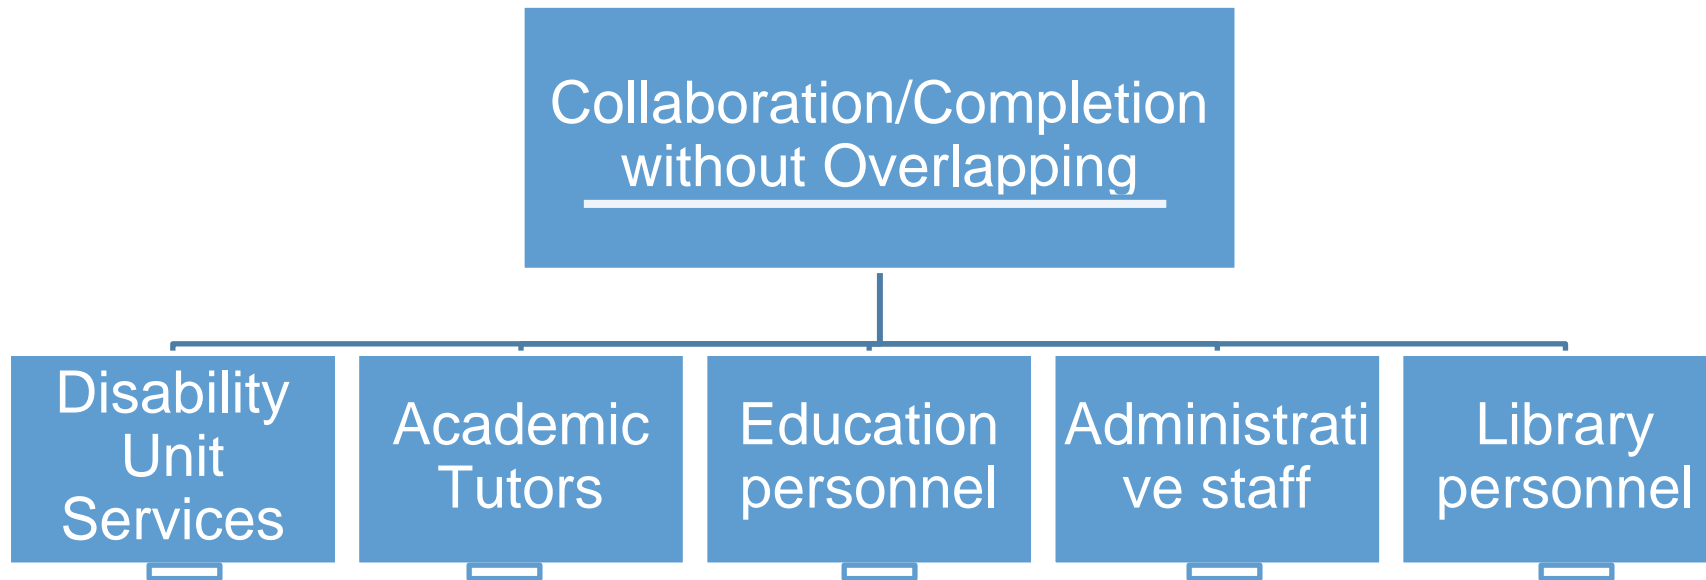 Collaboration/Completion
without Overlapping
Disability
Unit
Services
Academic
Tutors
Education
personnel
Administrati
ve staff
Library
personnel